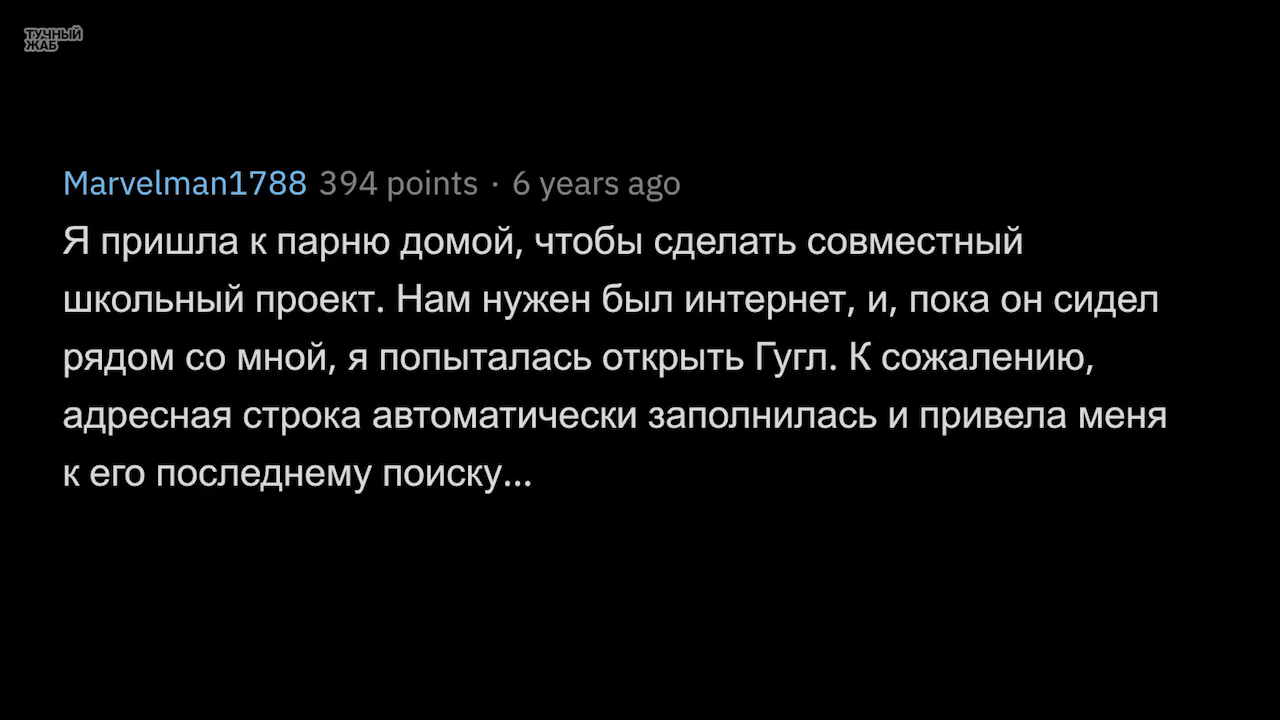 ТУЧНЫЙ
ЖАБ
Marvelman1788 394 points · 6 years ago
Я пришла к парню домой, чтобы сделать совместный
школьный проект. Нам нужен был интернет, и, пока он сидел
рядом со мной, я попыталась открыть Гугл. К сожалению,
адресная строка автоматически заполнилась и привела меня
к его последнему поиску...